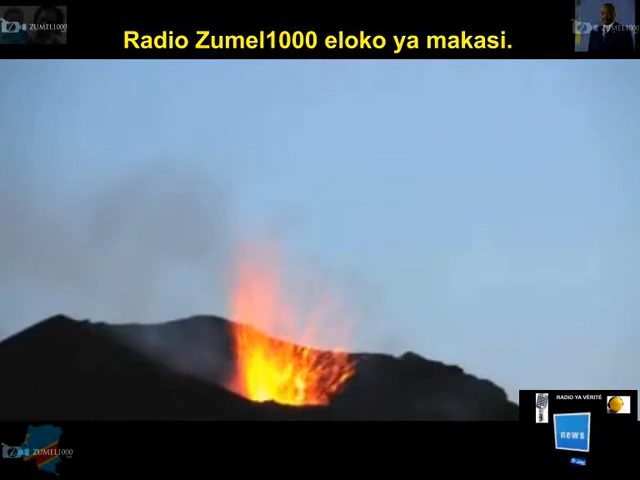 ZUMEL1000
Radio Zumel1000 eloko ya makasi.
ZUMEL1000
RADIO YA VÉRITÉ
news
ZUMEL1000